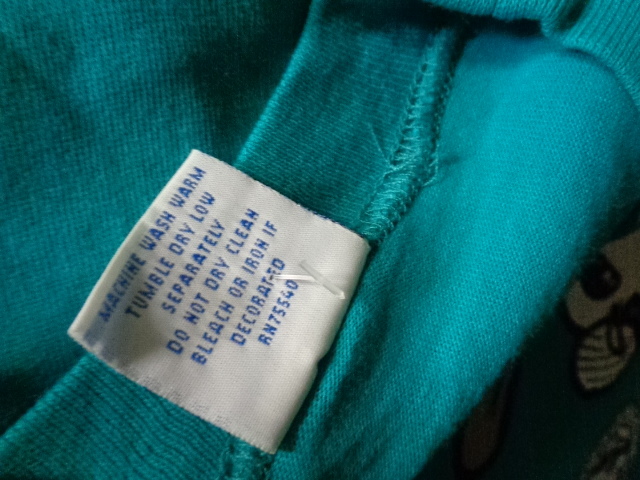 MACHINE WASH WARM
TUMBLE DRY LOW
SEPARATELY
DO NOT DRY CLEAN
BLEACH OR IRON IF
DECORATED
RN75540